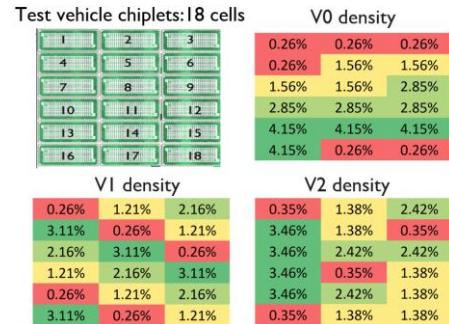 Test vehicle chiplets:18 cells
1 2 3
4 5 6
7 8 9
10 11 12
13 14 15
16 17 18
V0 density
0.26% 0.26% 0.26%
0.26% 1.56% 1.56%
1.56% 1.56% 2.85%
2.85% 2.85% 2.85%
4.15% 4.15% 4.15%
4.15% 0.26% 0.26%
V1 density
0.26% 1.21% 2.16%
3.11% 0.26% 1.21%
2.16% 3.11% 0.26%
1.21% 2.16% 3.11%
0.26% 1.21% 2.16%
3.11% 0.26% 1.21%
V2 density
0.35% 1.38% 2.42%
3.46% 1.38% 0.35%
3.46% 2.42% 2.42%
3.46% 0.35% 1.38%
3.46% 2.42% 1.38%
0.35% 1.38% 1.38%